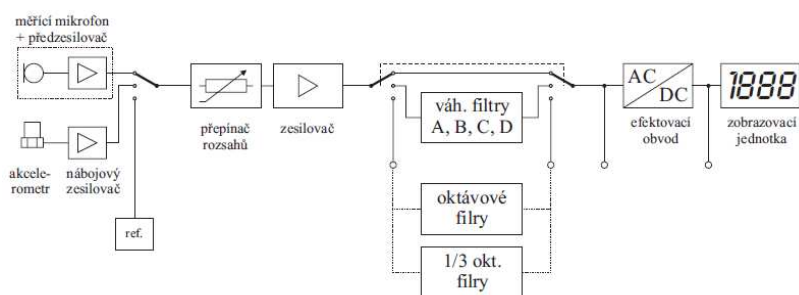 měřící mikrofon
+ předzesilovač
akcele-
rometr
nábojový
zesilovač
ref.
přepínač
rozsahů
zesilovač
váh. filtry
A, B, C, D
oktávové
filry
1/3 okt.
filry
AC
DC
efektovací
obvod
1888
zobrazovací
jednotka